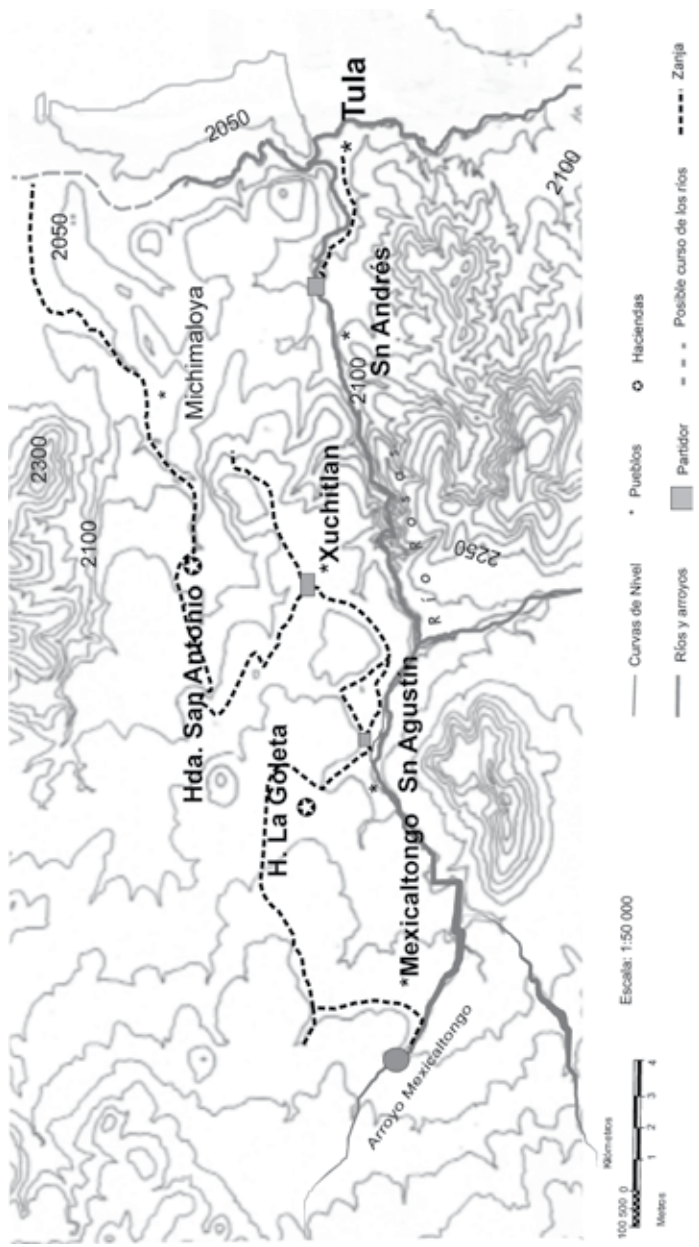 2300
2100
2050
2050
Michimaloya
Hda. San Antonio
H. La Goleta
*Xuchitlan
Tula
*
Sn Andrés
2100
2100
Río Rosas
2250
Sn Agustín
*Mexicaltongo
Arroyo Mexicaltongo
100 500 0 1 2 3 4
Metros
Kilómetros
Escala: 1:50 000
Curvas de Nivel
* Pueblos
Haciendas
Ríos y arroyos
Partidor
Posible curso de los ríos
Zanja